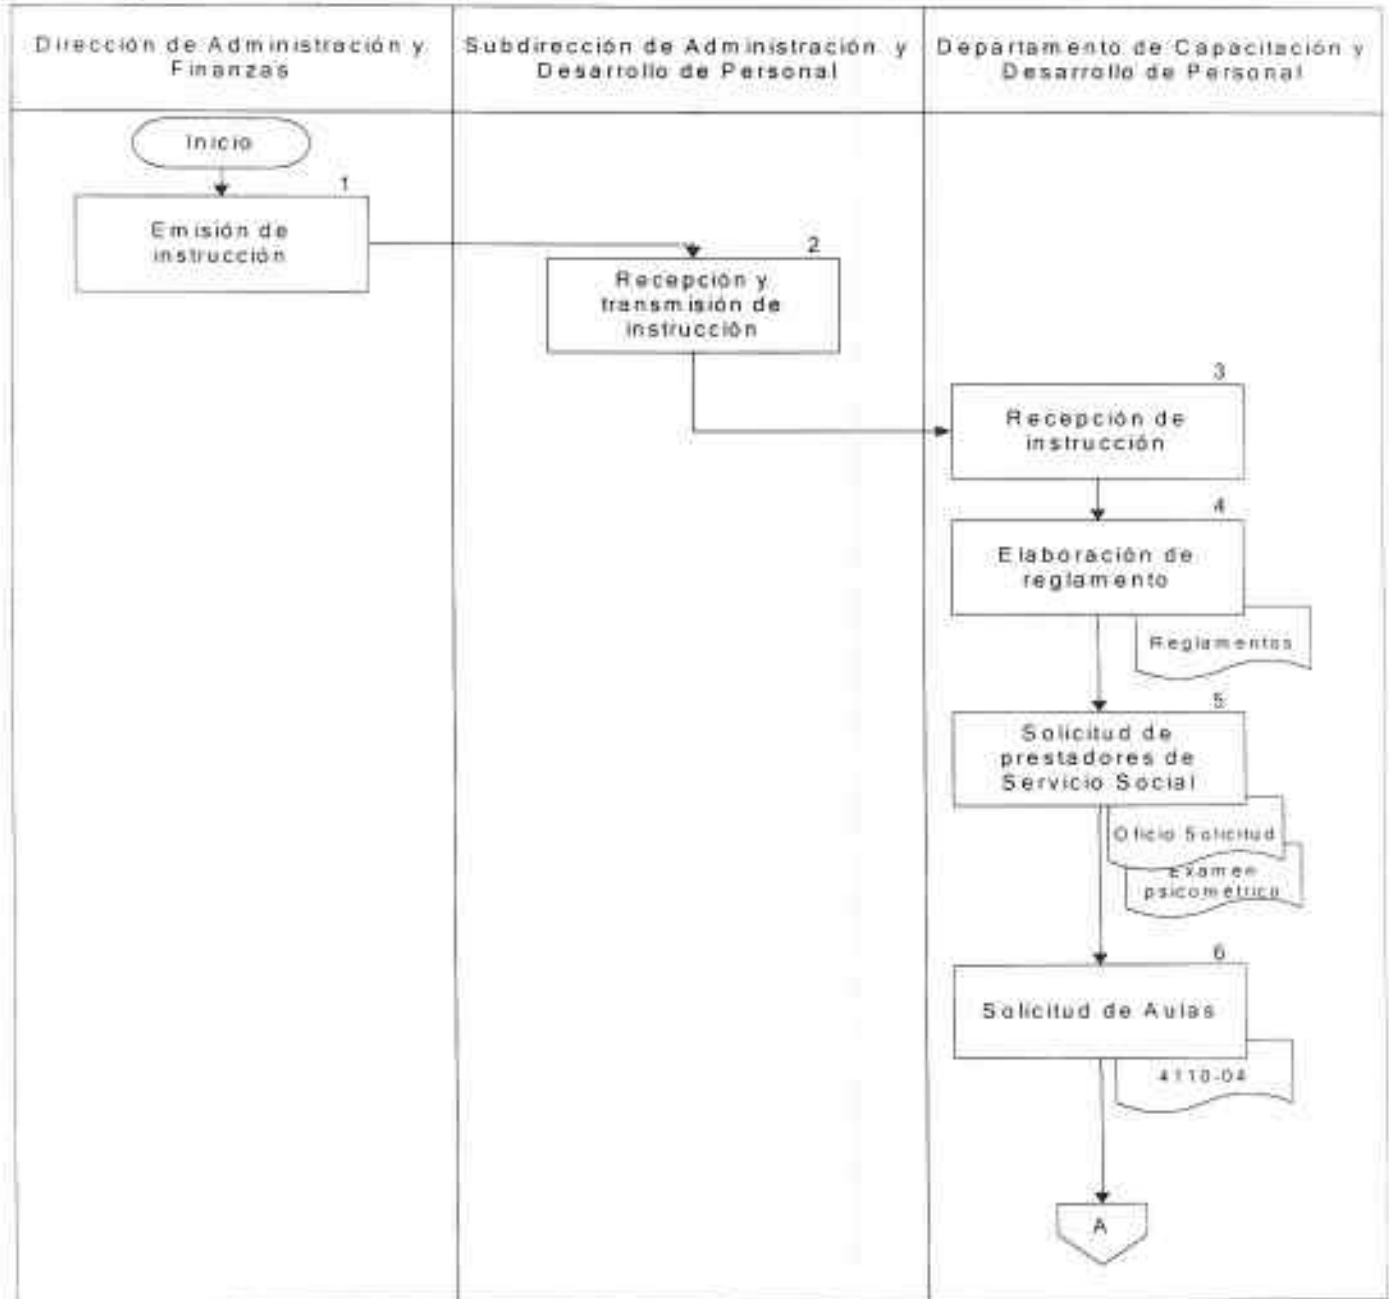 Dirección de Administración y
Finanzas
Subdirección de Administración y
Desarrollo de Personal
Departamento de Capacitación y
Desarrollo de Personal
Inicio
1
Emisión de
instrucción
2
Recepción y
transmisión de
instrucción
3
Recepción de
instrucción
4
Elaboración de
reglamento
Reglamentos
5
Solicitud de
prestadores de
Servicio Social
Oficio Solicitud
Examen
psicométrico
6
Solicitud de Aulas
4110-04
A